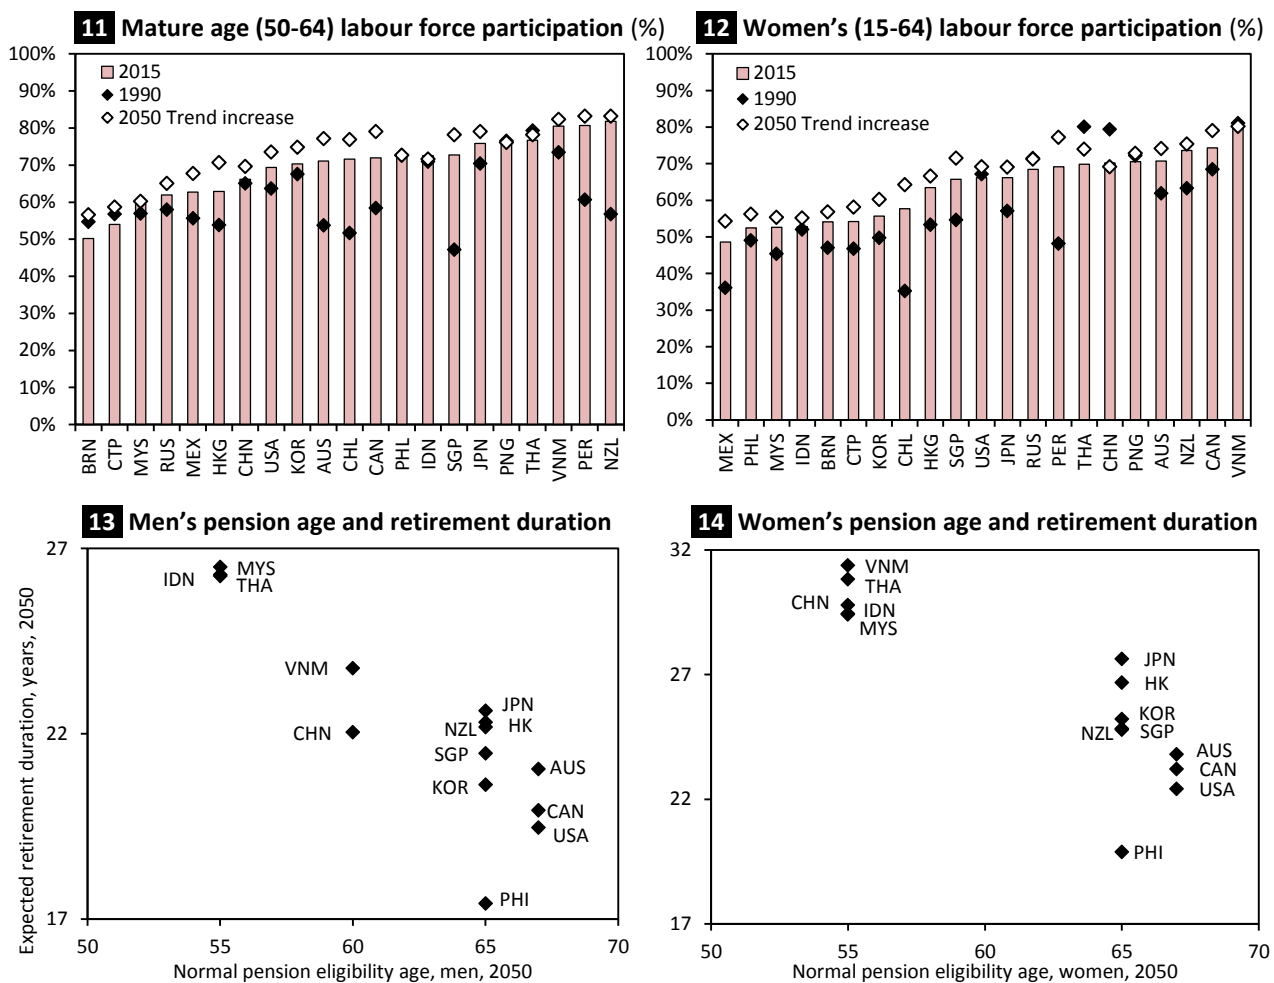 11 Mature age (50-64) labour force participation (%)
100%
90%
80%
70%
60%
50%
40%
30%
20%
10%
0%
2015
1990
2050 Trend increase
BRN CTP MYS RUS MEX HKG CHN USA KOR AUS CHL CAN PHL IDN SGP JPN PNG THA VNM PER NZL
12 Women’s (15-64) labour force participation (%)
100%
90%
80%
70%
60%
50%
40%
30%
20%
10%
0%
2015
1990
2050 Trend increase
MEX PHL MYS IDN BRN CTP KOR CHL HKG SGP USA JPN RUS PER THA CHN PNG AUS NZL CAN VNM
13 Men’s pension age and retirement duration
Expected retirement duration, years, 2050
27
22
17
MYS
IDN
THA
VNM
CHN
JPN
HK
NZL
SGP
KOR
AUS
CAN
USA
PHI
50 55 60 65 70
Normal pension eligibility age, men, 2050
14 Women’s pension age and retirement duration
32
27
22
17
VNM
THA
CHN
IDN
MYS
JPN
HK
KOR
NZL
SGP
AUS
CAN
USA
PHI
50 55 60 65 70
Normal pension eligibility age, women, 2050